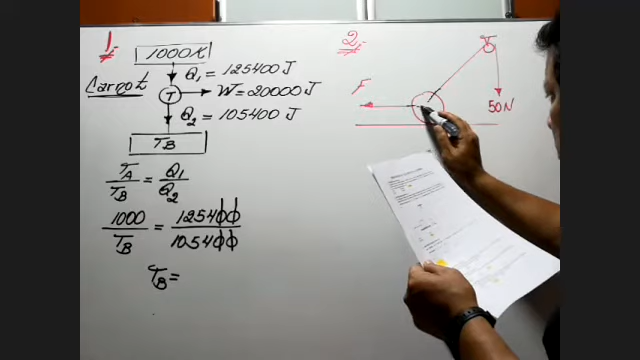 1.-
1000K
Q₁ = 125400 J
Carnot
T
W = 20000 J
Q₂ = 105400 J
TB
TA/TB = Q₁/Q₂
1000/TB = 125400/105400
TB =
2.-
F
50N